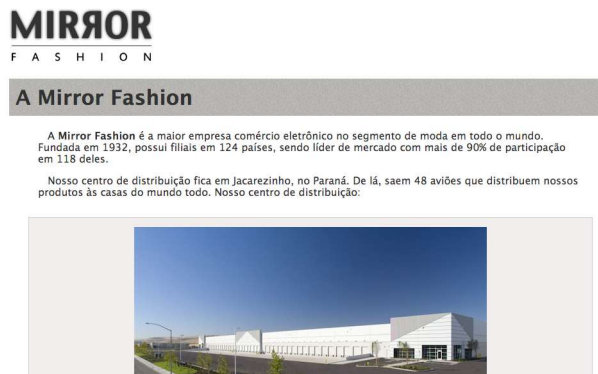 MIRROR
FASHION
A Mirror Fashion
A Mirror Fashion é a maior empresa comércio eletrônico no segmento de moda em todo o mundo.
Fundada em 1932, possui filiais em 124 países, sendo líder de mercado com mais de 90% de participação
em 118 deles.
Nosso centro de distribuição fica em Jacarezinho, no Paraná. De lá, saem 48 aviões que distribuem nossos
produtos às casas do mundo todo. Nosso centro de distribuição: